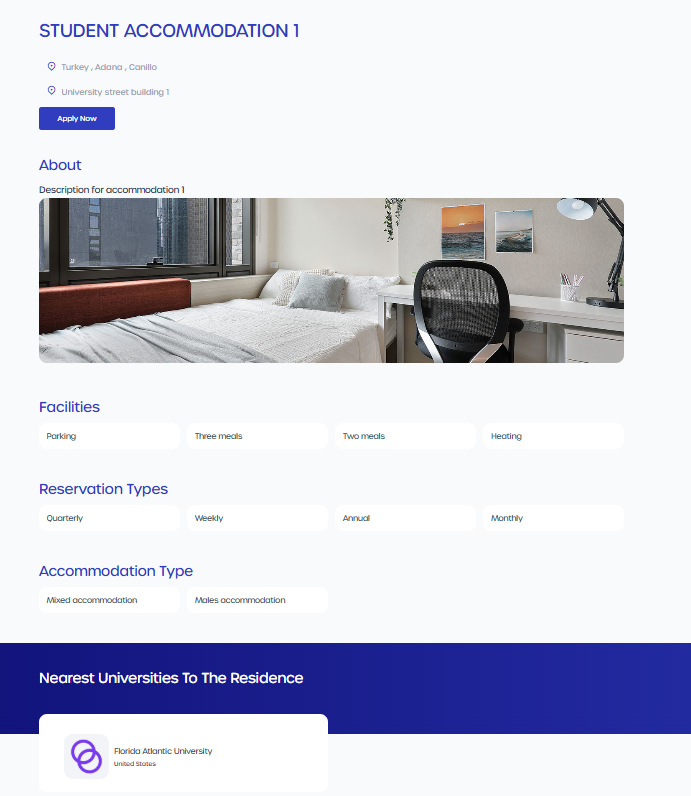 STUDENT ACCOMMODATION 1
Turkey , Adana , Canillo
University street building 1
Apply Now
About
Description for accommodation 1
Facilities
Parking
Three meals
Two meals
Heating
Reservation Types
Quarterly
Weekly
Annual
Monthly
Accommodation Type
Mixed accommodation
Males accommodation
Nearest Universities To The Residence
Florida Atlantic University
United States